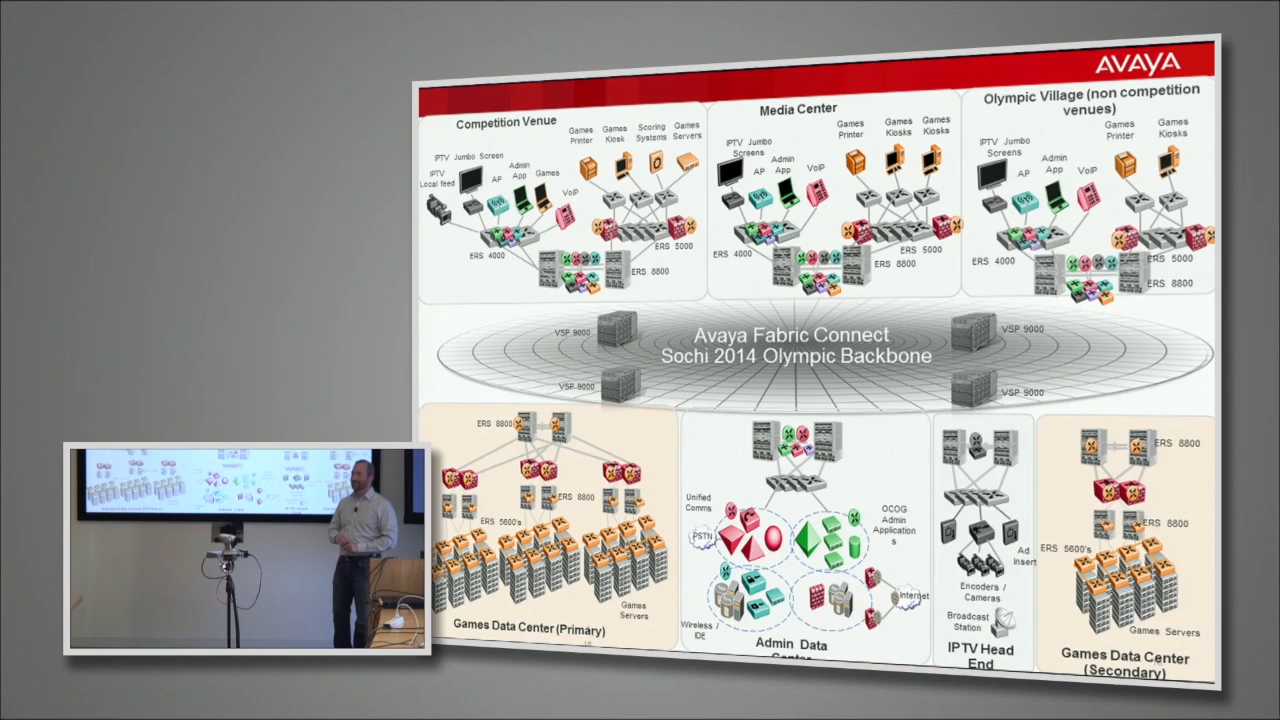 AVAYA
Competition Venue
Games
Printer
Games
Kiosk
Scoring
Systems
Games
Servers
IPTV Jumbo Screen
IPTV
Local feed
AP
Admin
App
Games
VoIP
ERS 4000
ERS 5000
ERS 8800
Media Center
Games
Printer
Games
Kiosks
Games
Kiosks
IPTV Jumbo
Screens
AP
Admin
App
VoIP
ERS 4000
ERS 5000
ERS 8800
Olympic Village (non competition
venues)
Games
Printer
Games
Kiosks
IPTV Jumbo
Screens
AP
Admin
App
VoIP
ERS 4000
ERS 5000
ERS 8800
VSP 9000
VSP 9000
Avaya Fabric Connect
Sochi 2014 Olympic Backbone
VSP 9000
VSP 9000
ERS 8800
ERS 8800
ERS 5600's
Games
Servers
Games Data Center (Primary)
Unified
Comms
PSTN
OCOG
Admin
Application
s
Internet
Wireless /
IDE
Admin Data
Center
Ad
Insert
Encoders /
Cameras
Broadcast
Station
IPTV Head
End
ERS 8800
ERS 8800
ERS 5600's
Games Servers
Games Data Center
(Secondary)
Games Data Center (Primary)